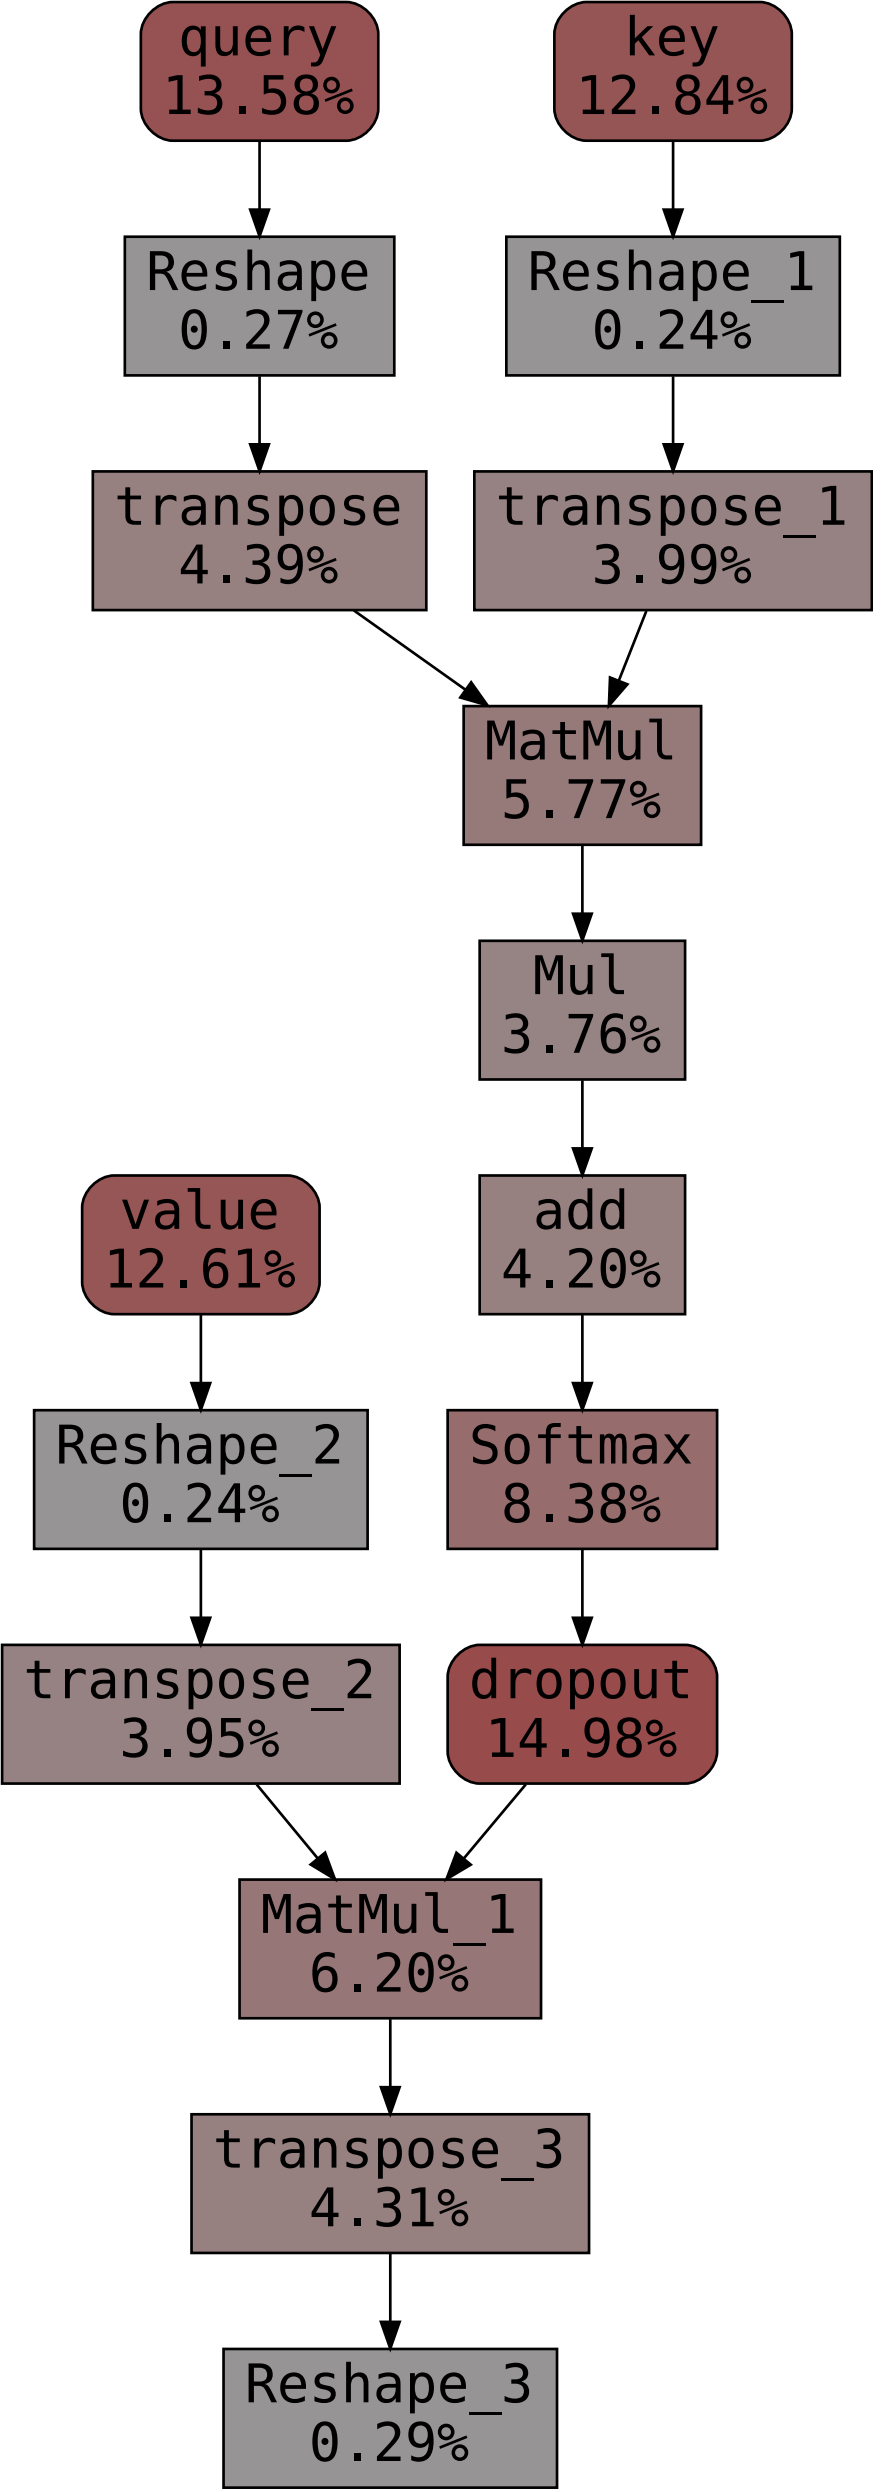 query
13.58%
key
12.84%
Reshape
0.27%
Reshape_1
0.24%
transpose
4.39%
transpose_1
3.99%
MatMul
5.77%
Mul
3.76%
add
4.20%
value
12.61%
Softmax
8.38%
Reshape_2
0.24%
dropout
14.98%
transpose_2
3.95%
MatMul_1
6.20%
transpose_3
4.31%
Reshape_3
0.29%